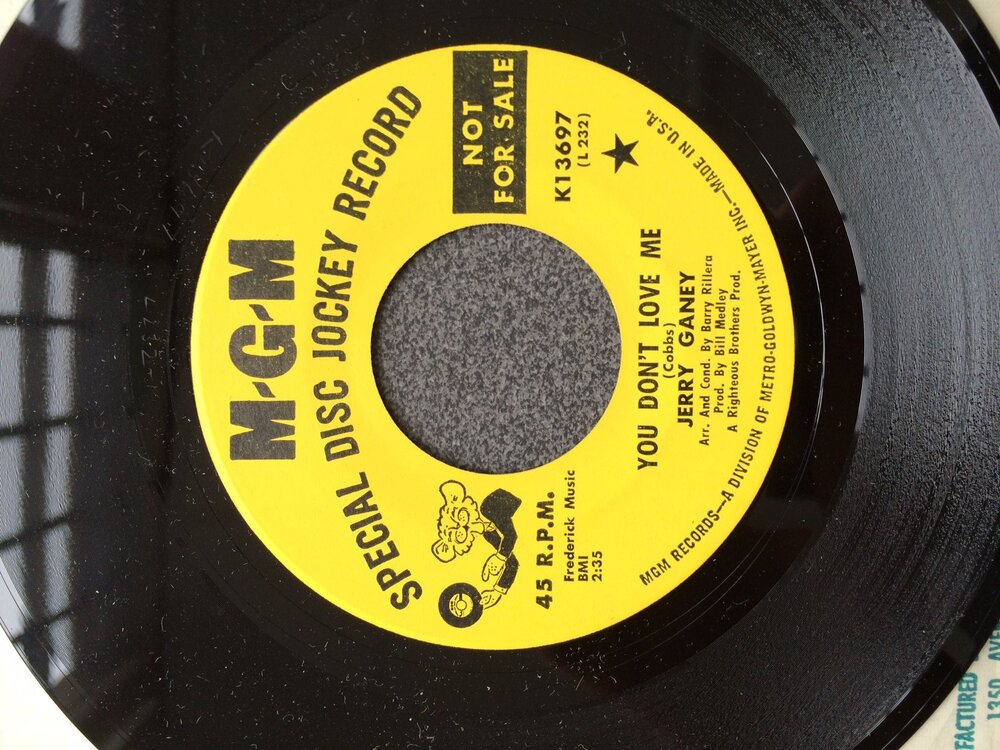 M-G-M
SPECIAL DISC JOCKEY RECORD
NOT
FOR SALE
K13697
(L 232)
45 R.P.M.
Frederick Music
BMI
2:35
YOU DON'T LOVE ME
(Cobbs)
JERRY GANEY
Arr. And Cond. By Barry Rillera
Prod. By Bill Medley
A Righteous Brothers Prod.
MGM RECORDS—A DIVISION OF METRO-GOLDWYN-MAYER INC.—MADE IN U.S.A.
1350